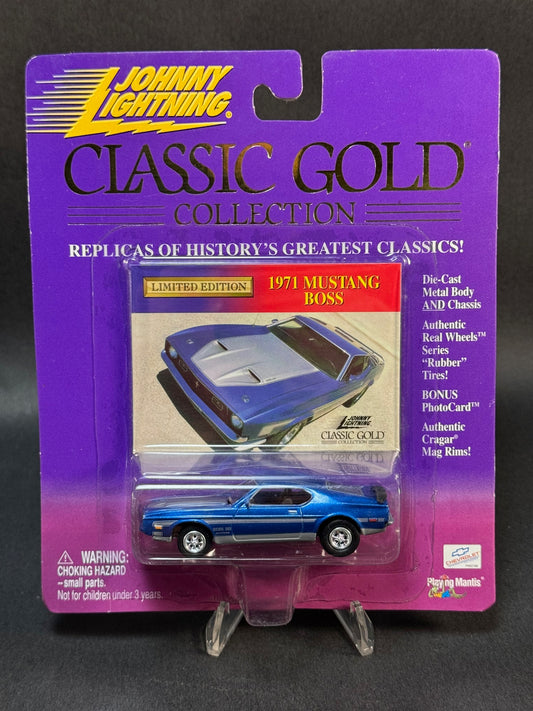 JOHNNY
LIGHTNING®
CLASSIC GOLD™
COLLECTION
REPLICAS OF HISTORY'S GREATEST CLASSICS!
LIMITED EDITION
1971 MUSTANG
BOSS
JOHNNY
LIGHTNING
CLASSIC GOLD
COLLECTION
Die-Cast
Metal Body
AND Chassis
Authentic
Real Wheels™
Series
"Rubber"
Tires!
BONUS
PhotoCard™
Authentic
Cragar®
Mag Rims!
WARNING:
CHOKING HAZARD
–small parts.
Not for children under 3 years.
CHEVROLET
Playing Mantis